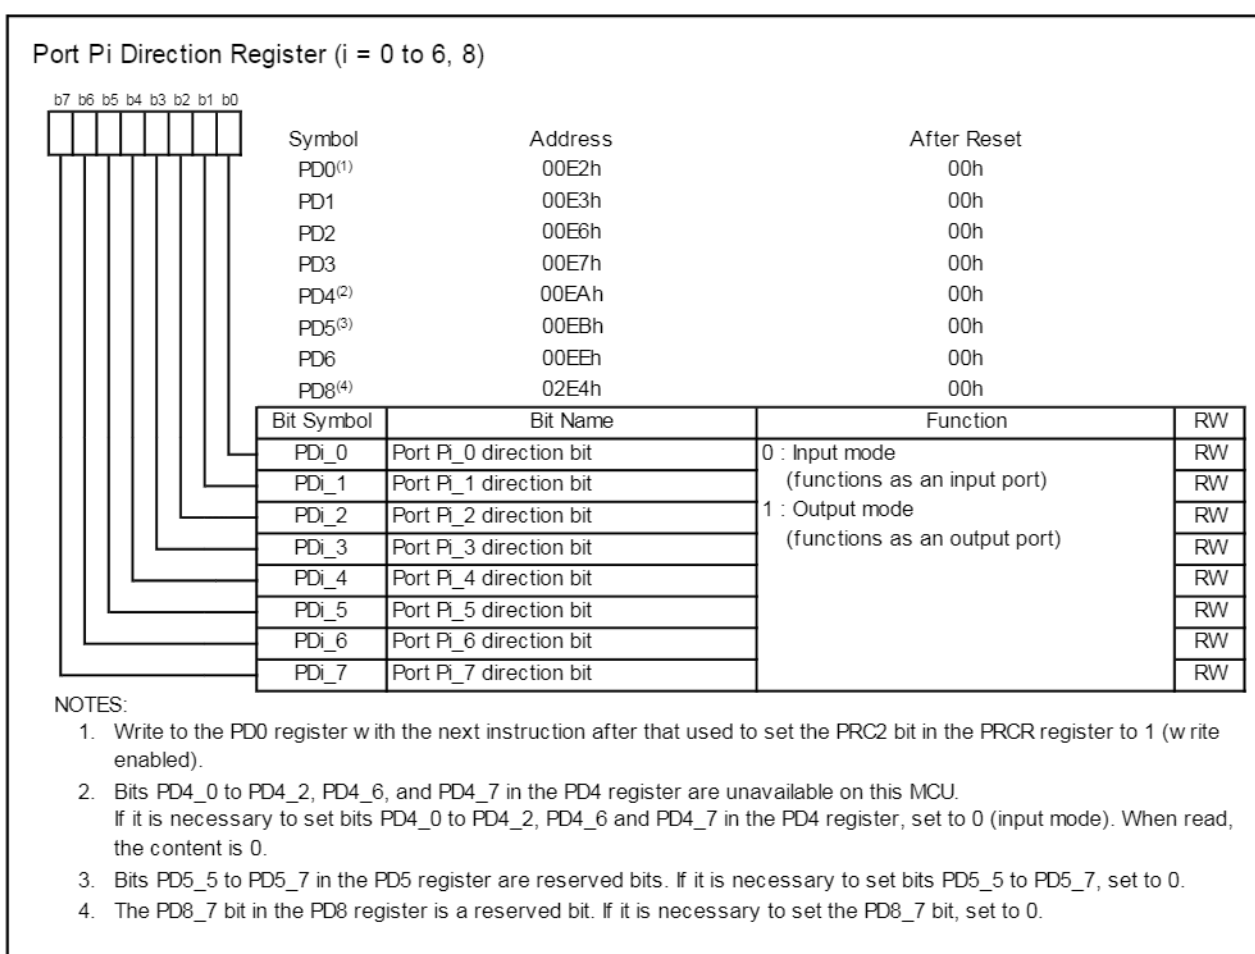 Port Pi Direction Register (i = 0 to 6, 8)
b7 b6 b5 b4 b3 b2 b1 b0
Symbol Address After Reset
PD0(1) 00E2h 00h
PD1 00E3h 00h
PD2 00E6h 00h
PD3 00E7h 00h
PD4(2) 00EAh 00h
PD5(3) 00EBh 00h
PD6 00EEh 00h
PD8(4) 02E4h 00h
Bit Symbol Bit Name Function RW
PDi_0 Port Pi_0 direction bit 0 : Input mode RW
PDi_1 Port Pi_1 direction bit (functions as an input port) RW
PDi_2 Port Pi_2 direction bit 1 : Output mode RW
PDi_3 Port Pi_3 direction bit (functions as an output port) RW
PDi_4 Port Pi_4 direction bit RW
PDi_5 Port Pi_5 direction bit RW
PDi_6 Port Pi_6 direction bit RW
PDi_7 Port Pi_7 direction bit RW
NOTES:
1. Write to the PD0 register with the next instruction after that used to set the PRC2 bit in the PRCR register to 1 (write
enabled).
2. Bits PD4_0 to PD4_2, PD4_6, and PD4_7 in the PD4 register are unavailable on this MCU.
If it is necessary to set bits PD4_0 to PD4_2, PD4_6 and PD4_7 in the PD4 register, set to 0 (input mode). When read,
the content is 0.
3. Bits PD5_5 to PD5_7 in the PD5 register are reserved bits. If it is necessary to set bits PD5_5 to PD5_7, set to 0.
4. The PD8_7 bit in the PD8 register is a reserved bit. If it is necessary to set the PD8_7 bit, set to 0.